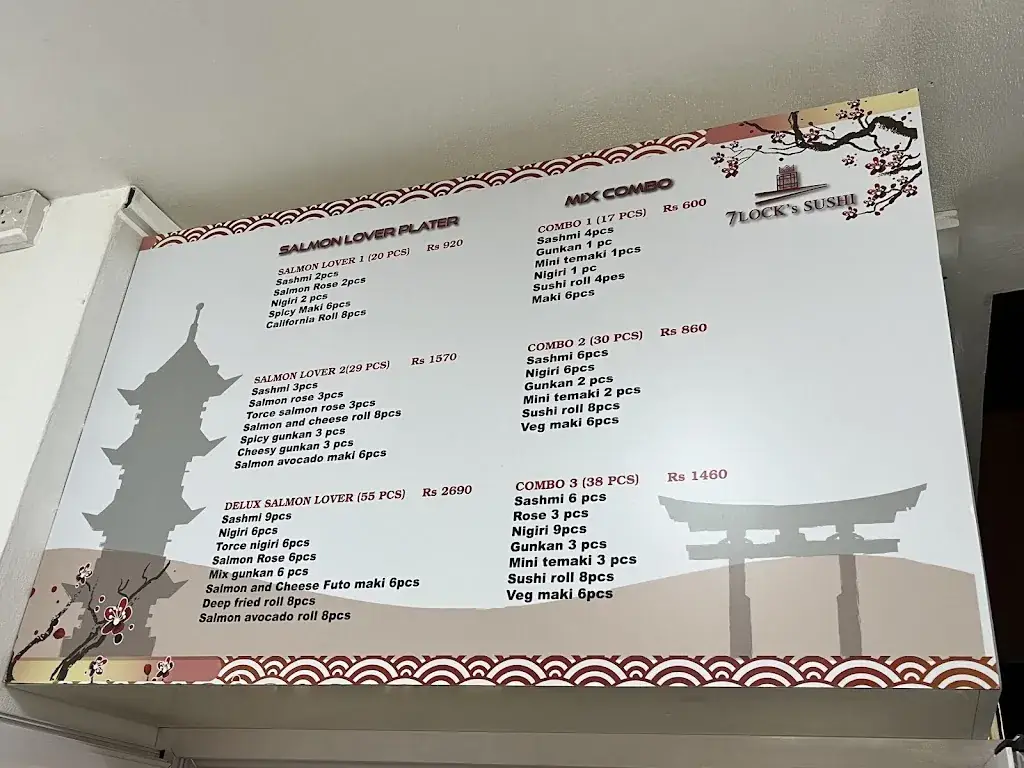 SALMON LOVER PLATER
SALMON LOVER 1 (20 PCS) Rs 920
Sashmi 2pcs
Salmon Rose 2pcs
Nigiri 2 pcs
Spicy Maki 6pcs
California Roll 8pcs
SALMON LOVER 2(29 PCS) Rs 1570
Sashmi 3pcs
Salmon rose 3pcs
Torce salmon rose 3pcs
Salmon and cheese roll 8pcs
Spicy gunkan 3 pcs
Cheesy gunkan 3 pcs
Salmon avocado maki 6pcs
DELUX SALMON LOVER (55 PCS) Rs 2690
Sashmi 9pcs
Nigiri 6pcs
Torce nigiri 6pcs
Salmon Rose 6pcs
Mix gunkan 6 pcs
Salmon and Cheese Futo maki 6pcs
Deep fried roll 8pcs
Salmon avocado roll 8pcs
MIX COMBO
COMBO 1 (17 PCS) Rs 600
Sashmi 4pcs
Gunkan 1 pc
Mini temaki 1pcs
Nigiri 1 pc
Sushi roll 4pes
Maki 6pcs
COMBO 2 (30 PCS) Rs 860
Sashmi 6pcs
Nigiri 6pcs
Gunkan 2 pcs
Mini temaki 2 pcs
Sushi roll 8pcs
Veg maki 6pcs
COMBO 3 (38 PCS) Rs 1460
Sashmi 6 pcs
Rose 3 pcs
Nigiri 9pcs
Gunkan 3 pcs
Mini temaki 3 pcs
Sushi roll 8pcs
Veg maki 6pcs
7LOCK's SUSHI